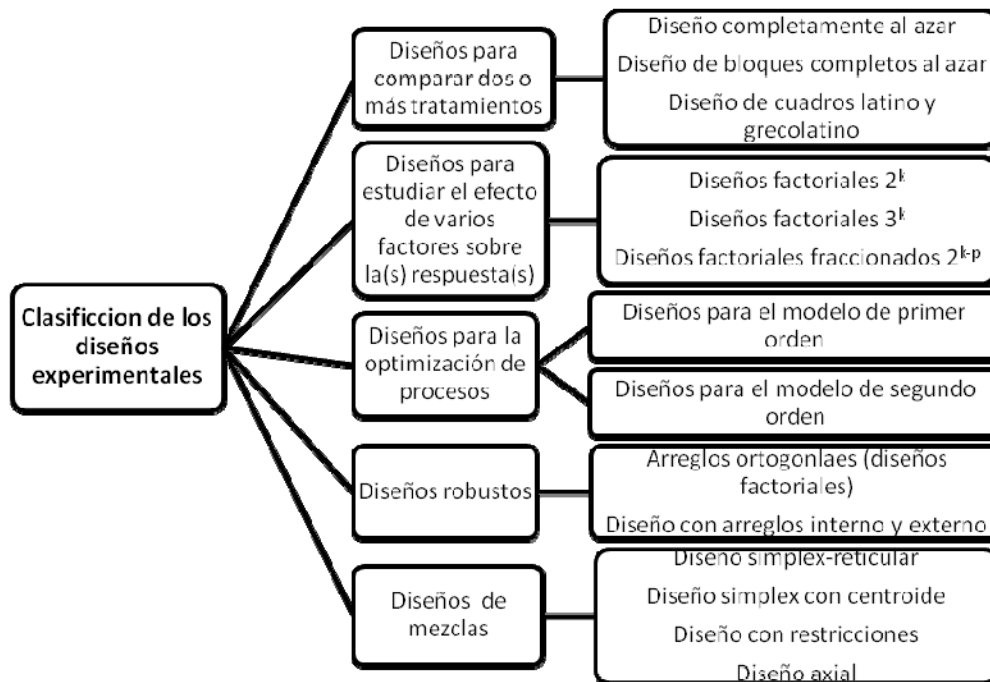 Clasificcion de los
diseños
experimentales
Diseños para
comparar dos o
más tratamientos
Diseño completamente al azar
Diseño de bloques completos al azar
Diseño de cuadros latino y
grecolatino
Diseños para
estudiar el efecto
de varios
factores sobre
la(s) respuesta(s)
Diseños factoriales 2ᵏ
Diseños factoriales 3ᵏ
Diseños factoriales fraccionados 2ᵏ⁻ᵖ
Diseños para la
optimización de
procesos
Diseños para el modelo de primer
orden
Diseños para el modelo de segundo
orden
Diseños robustos
Arreglos ortogonlaes (diseños
factoriales)
Diseño con arreglos interno y externo
Diseños de
mezclas
Diseño simplex-reticular
Diseño simplex con centroide
Diseño con restricciones
Diseño axial